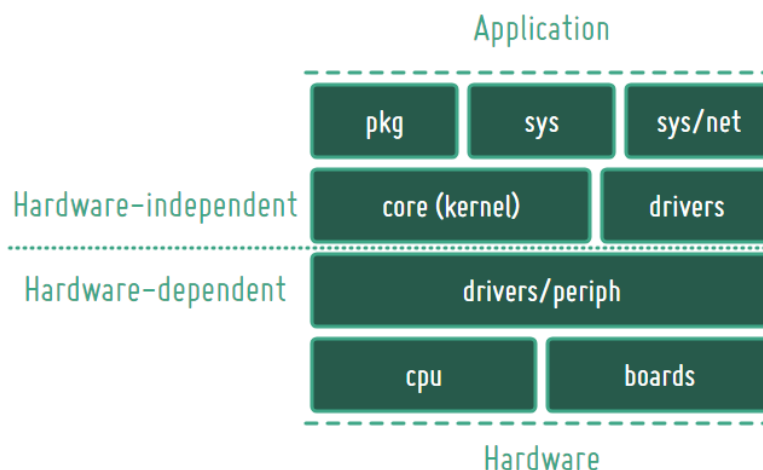 Application
pkg sys sys/net
Hardware-independent core (kernel) drivers
Hardware-dependent drivers/periph
cpu boards
Hardware